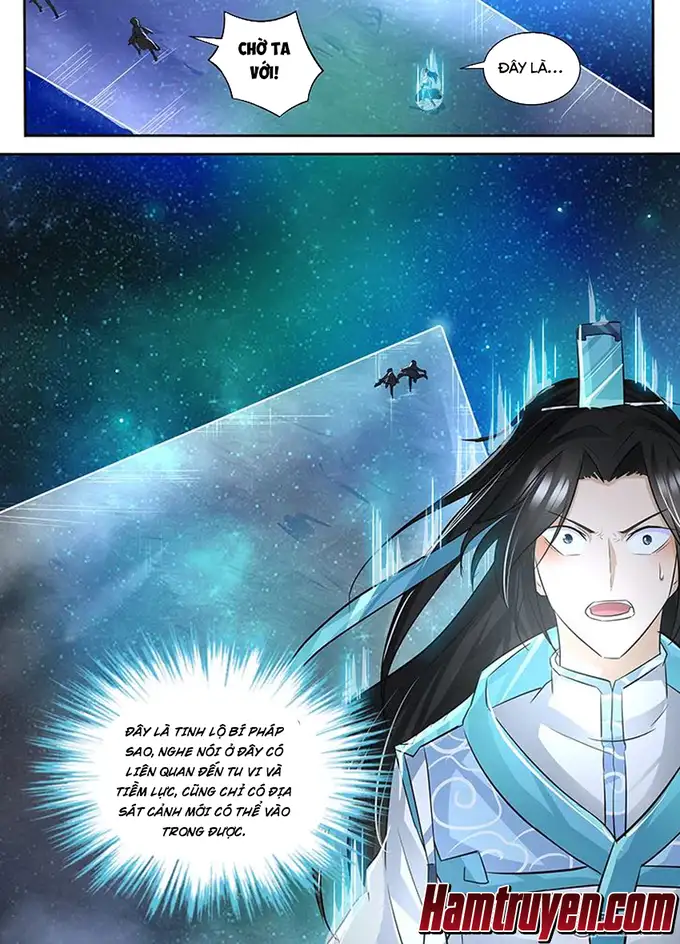 CHỜ TA
VỚI!
ĐÂY LÀ...
ĐÂY LÀ TINH LỘ BÍ PHÁP
SAO, NGHE NÓI Ở ĐÂY CÓ
LIÊN QUAN ĐẾN TU VI VÀ
TIỀM LỰC, CŨNG CHỈ CÓ ĐỊA
SÁT CẢNH MỚI CÓ THỂ VÀO
TRONG ĐƯỢC.
Hamtruyen.com